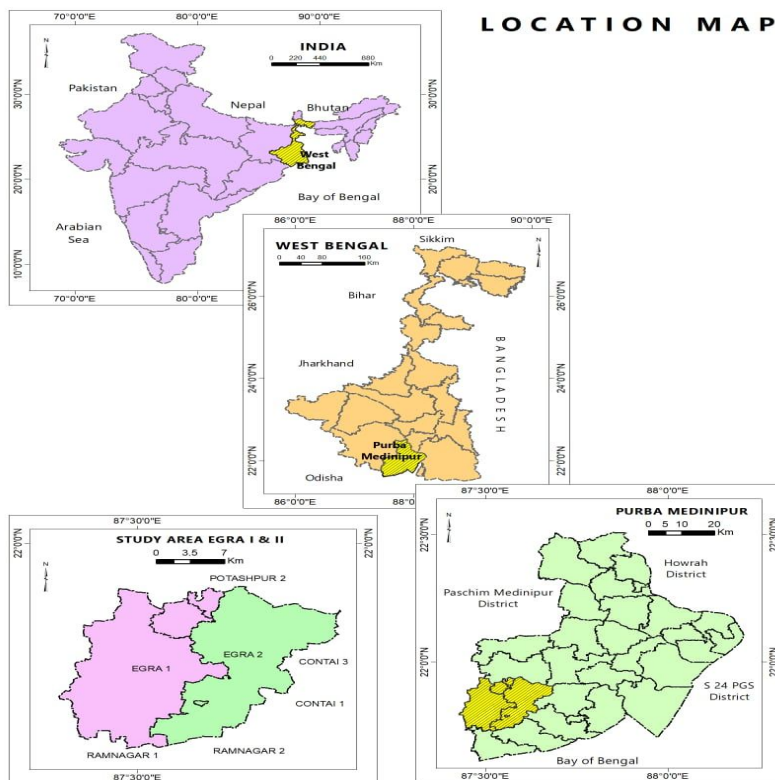 LOCATION MAP
70°0'0"E 80°0'0"E 90°0'0"E
INDIA
0 220 440 880
Km
N
Pakistan
Nepal
Bhutan
West
Bengal
Bay of Bengal
Arabian
Sea
30°0'0"N
20°0'0"N
10°0'0"N
30°0'0"N
20°0'0"N
70°0'0"E 80°0'0"E
86°0'0"E 88°0'0"E 90°0'0"E
WEST BENGAL
0 40 80 160
Km
N
Sikkim
Bihar
Jharkhand
BANGLADESH
Purba
Medinipur
Odisha
26°0'0"N
24°0'0"N
22°0'0"N
26°0'0"N
24°0'0"N
22°0'0"N
86°0'0"E 88°0
87°30'0"E
STUDY AREA EGRA I & II
0 3.5 7
Km
N
22°0'0"N
22°0'0"N
POTASHPUR 2
EGRA 1
EGRA 2
CONTAI 3
CONTAI 1
RAMNAGAR 1
RAMNAGAR 2
87°30'0"E
87°30'0"E 88°0'0"E
PURBA MEDINIPUR
0 5 10 20
Km
N
Howrah
District
Paschim Medinipur
District
S 24 PGS
District
Bay of Bengal
22°30'0"N
22°0'0"N
22°30'0"N
22°0'0"N
87°30'0"E 88°0'0"E